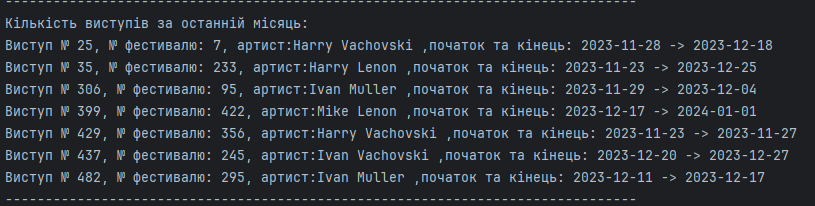 --------------------------------------------------------------------------------
Кількість виступів за останній місяць:
Виступ № 25, № фестивалю: 7, артист:Harry Vachovski ,початок та кінець: 2023-11-28 -> 2023-12-18
Виступ № 35, № фестивалю: 233, артист:Harry Lenon ,початок та кінець: 2023-11-23 -> 2023-12-25
Виступ № 306, № фестивалю: 95, артист:Ivan Muller ,початок та кінець: 2023-11-29 -> 2023-12-04
Виступ № 399, № фестивалю: 422, артист:Mike Lenon ,початок та кінець: 2023-12-17 -> 2024-01-01
Виступ № 429, № фестивалю: 356, артист:Harry Vachovski ,початок та кінець: 2023-11-23 -> 2023-11-27
Виступ № 437, № фестивалю: 245, артист:Ivan Vachovski ,початок та кінець: 2023-12-20 -> 2023-12-27
Виступ № 482, № фестивалю: 295, артист:Ivan Muller ,початок та кінець: 2023-12-11 -> 2023-12-17
--------------------------------------------------------------------------------